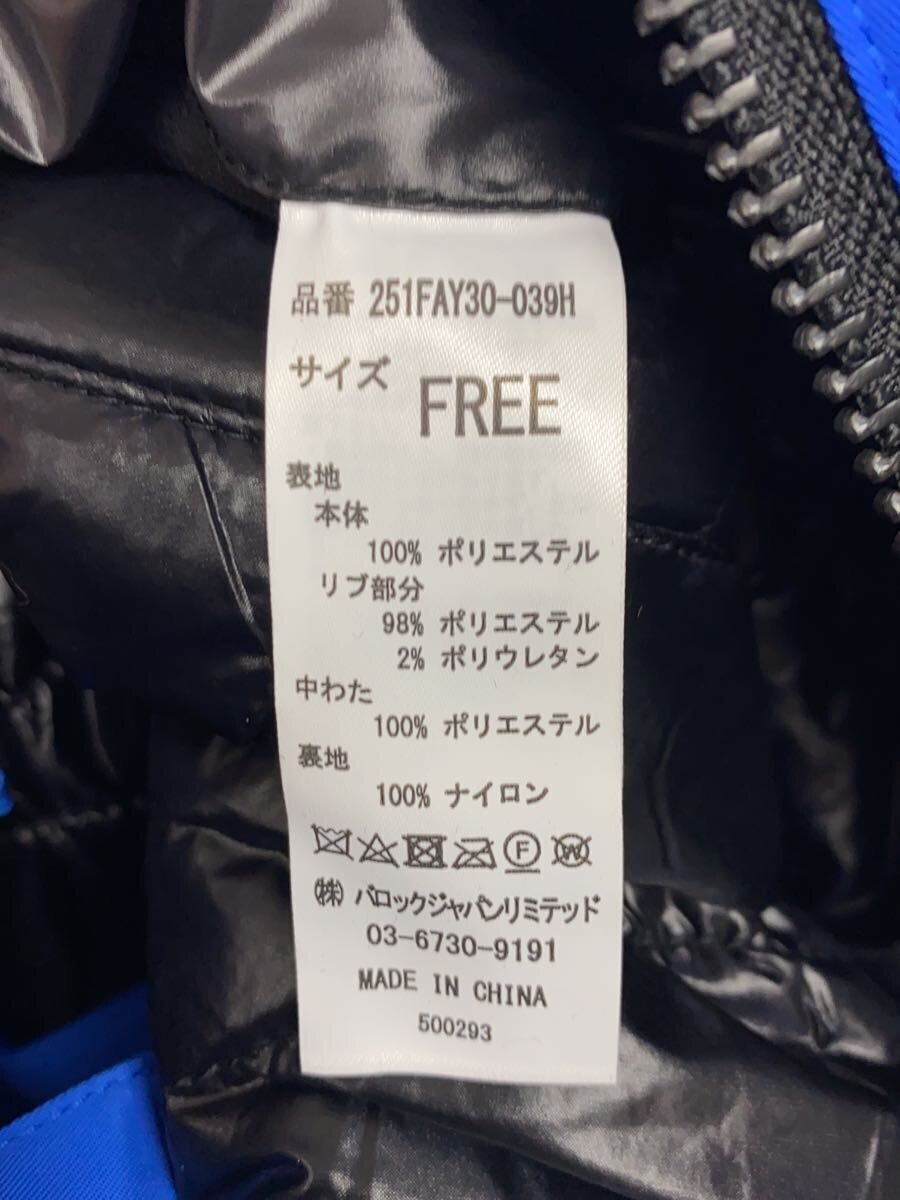 品番 251FAY30-039H
サイズ FREE
表地
本体
100% ポリエステル
リブ部分
98% ポリエステル
2% ポリウレタン
中わた
100% ポリエステル
裏地
100% ナイロン
F W
㈱ バロックジャパンリミテッド
03-6730-9191
MADE IN CHINA
500293